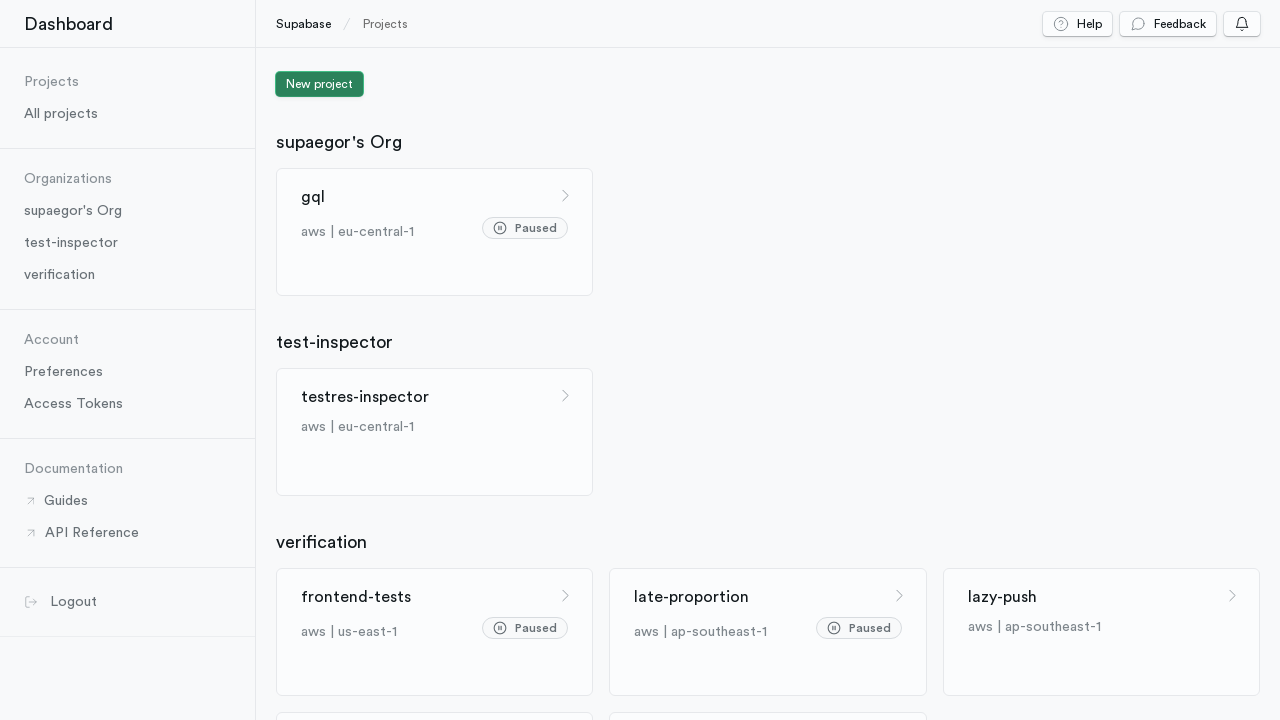 Dashboard
Projects
All projects
Organizations
supaegor's Org
test-inspector
verification
Account
Preferences
Access Tokens
Documentation
Guides
API Reference
Logout
Supabase / Projects
Help
Feedback
New project
supaegor's Org
gql
aws | eu-central-1
Paused
test-inspector
testres-inspector
aws | eu-central-1
verification
frontend-tests
aws | us-east-1
Paused
late-proportion
aws | ap-southeast-1
Paused
lazy-push
aws | ap-southeast-1